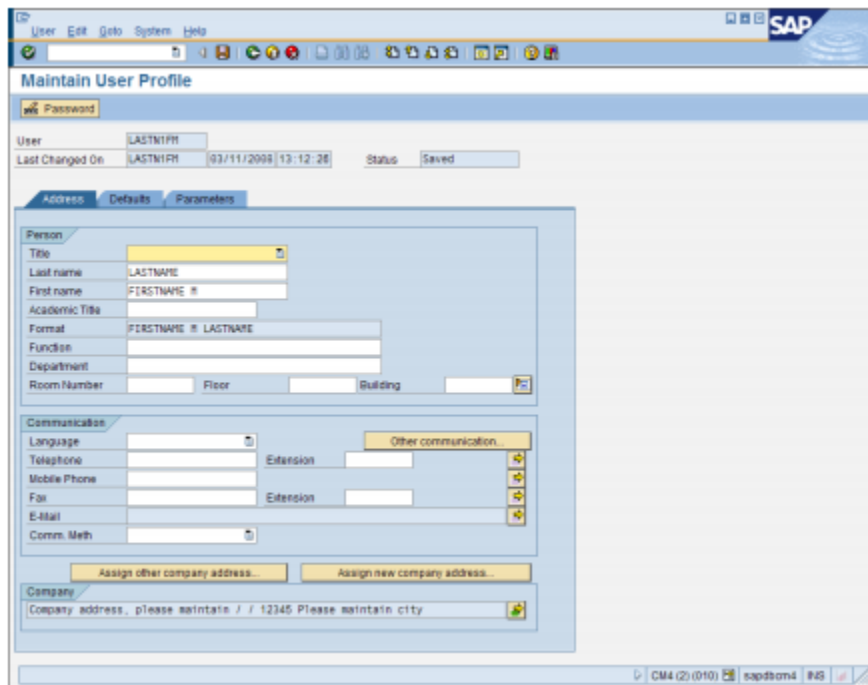 User Edit Goto System Help
SAP
Maintain User Profile
Password
User LASTN1FM
Last Changed On LASTN1FM 03/11/2008 13:12:26 Status Saved
Address Defaults Parameters
Person
Title
Last name LASTNAME
First name FIRSTNAME M
Academic Title
Format FIRSTNAME M LASTNAME
Function
Department
Room Number Floor Building
Communication
Language Other communication...
Telephone Extension
Mobile Phone
Fax Extension
E-Mail
Comm. Meth
Assign other company address... Assign new company address...
Company
Company address, please maintain / / 12345 Please maintain city
CM4 (2) (010) sapdbcm4 INS